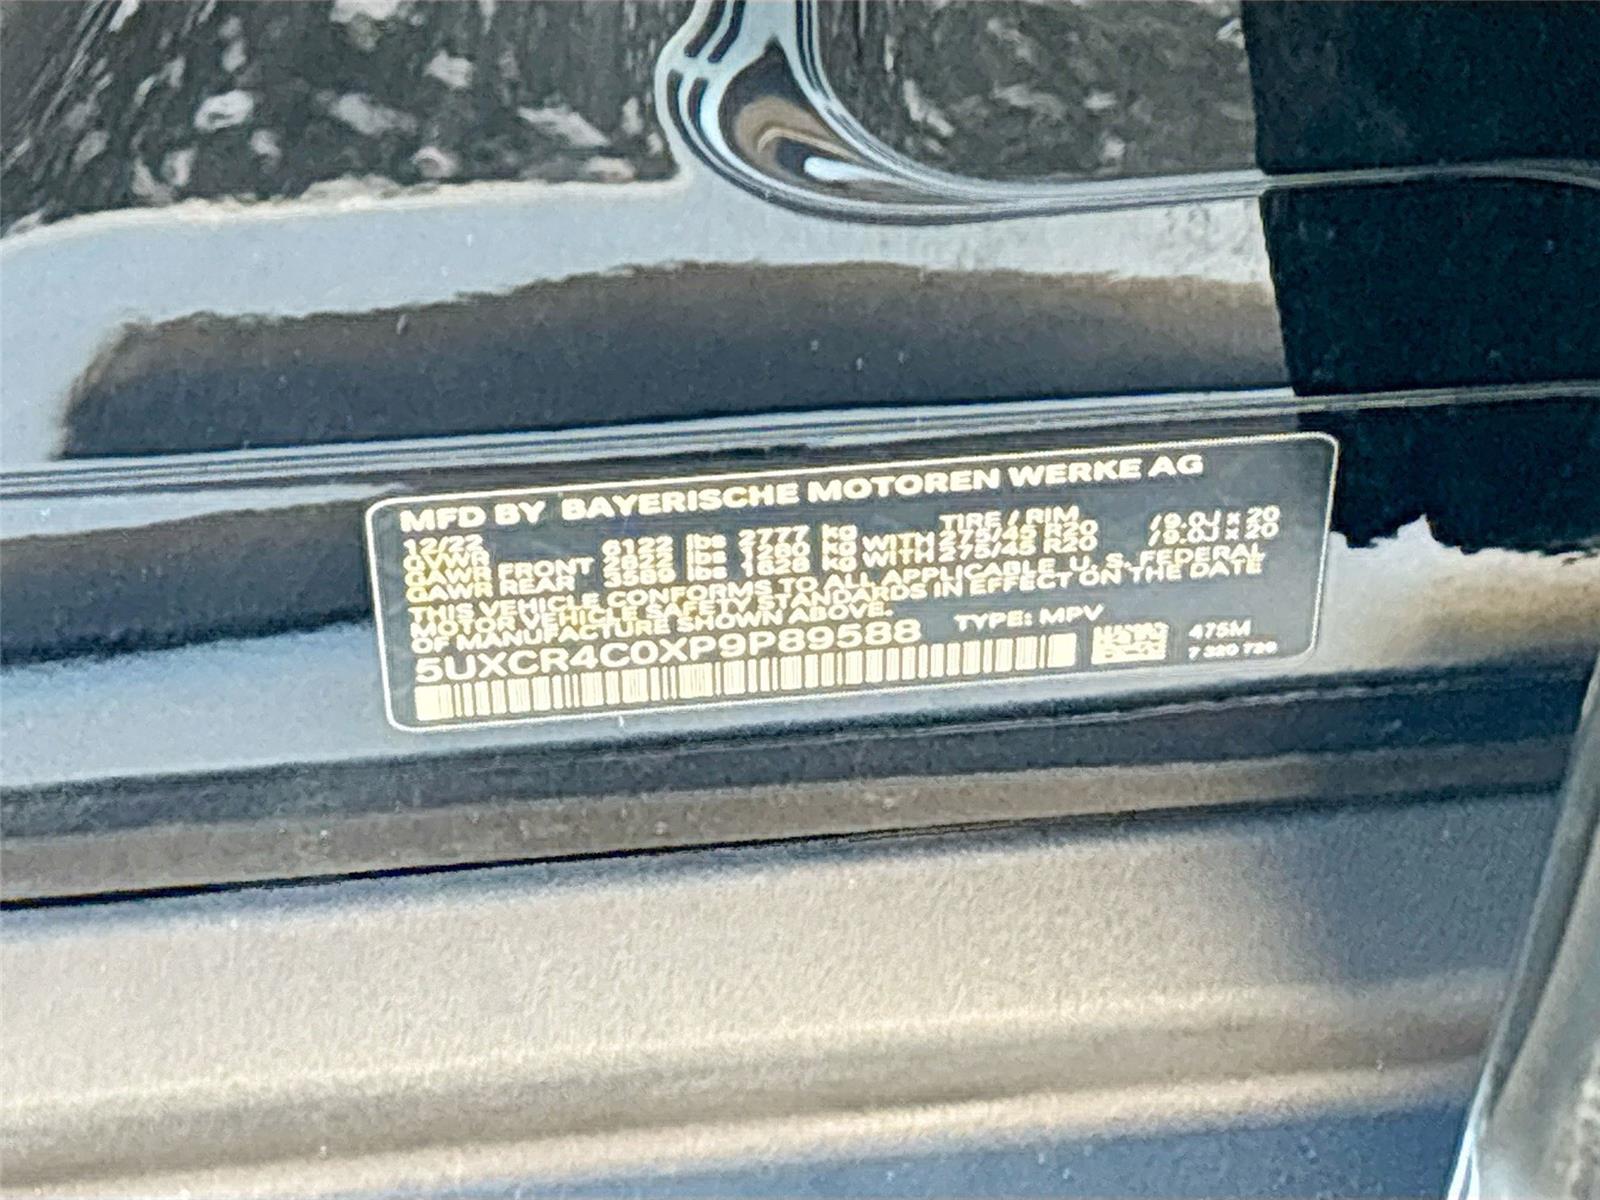 MFD BY BAYERISCHE MOTOREN WERKE AG
12/22 TIRE / RIM
GVWR 6122 lbs 2777 kg
GAWR FRONT 2822 lbs 1280 kg WITH 275/45 R20 /9.0J x 20
GAWR REAR 3589 lbs 1628 kg WITH 275/45 R20 /9.0J x 20
THIS VEHICLE CONFORMS TO ALL APPLICABLE U. S. FEDERAL
MOTOR VEHICLE SAFETY STANDARDS IN EFFECT ON THE DATE
OF MANUFACTURE SHOWN ABOVE.
5UXCR4C0XP9P89588 TYPE: MPV
475M
7 320 729